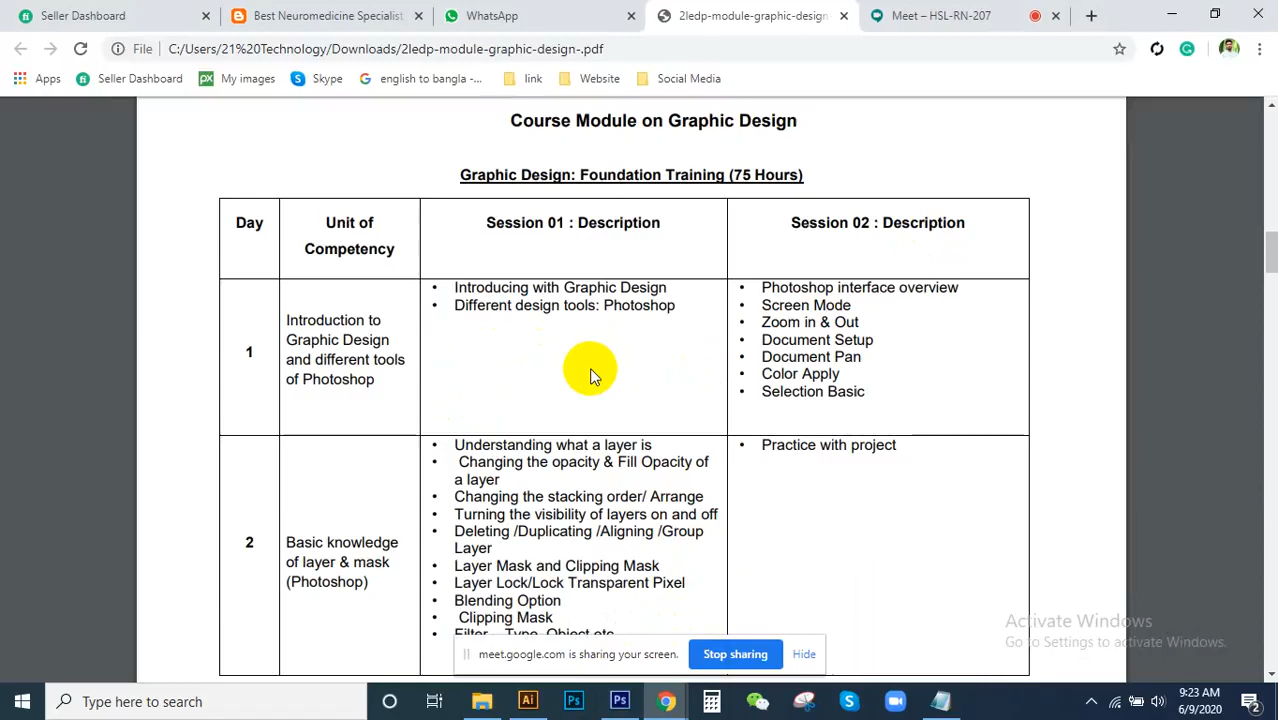 Seller Dashboard
Best Neuromedicine Specialist
WhatsApp
2ledp-module-graphic-design-
Meet – HSL-RN-207
File
C:/Users/21%20Technology/Downloads/2ledp-module-graphic-design-.pdf
Apps
Seller Dashboard
My images
Skype
english to bangla -...
link
Website
Social Media
Course Module on Graphic Design
Graphic Design: Foundation Training (75 Hours)
Day
Unit of
Competency
Session 01 : Description
Session 02 : Description
1
Introduction to
Graphic Design
and different tools
of Photoshop
• Introducing with Graphic Design
• Different design tools: Photoshop
• Photoshop interface overview
• Screen Mode
• Zoom in & Out
• Document Setup
• Document Pan
• Color Apply
• Selection Basic
2
Basic knowledge
of layer & mask
(Photoshop)
• Understanding what a layer is
• Changing the opacity & Fill Opacity of
a layer
• Changing the stacking order/ Arrange
• Turning the visibility of layers on and off
• Deleting /Duplicating /Aligning /Group
Layer
• Layer Mask and Clipping Mask
• Layer Lock/Lock Transparent Pixel
• Blending Option
• Clipping Mask
• Filter – Type, Object etc
• Practice with project
meet.google.com is sharing your screen.
Stop sharing
Hide
Activate Windows
Go to Settings to activate Windows.
Type here to search
Ai
Ps
Ps
9:23 AM
6/9/2020
2